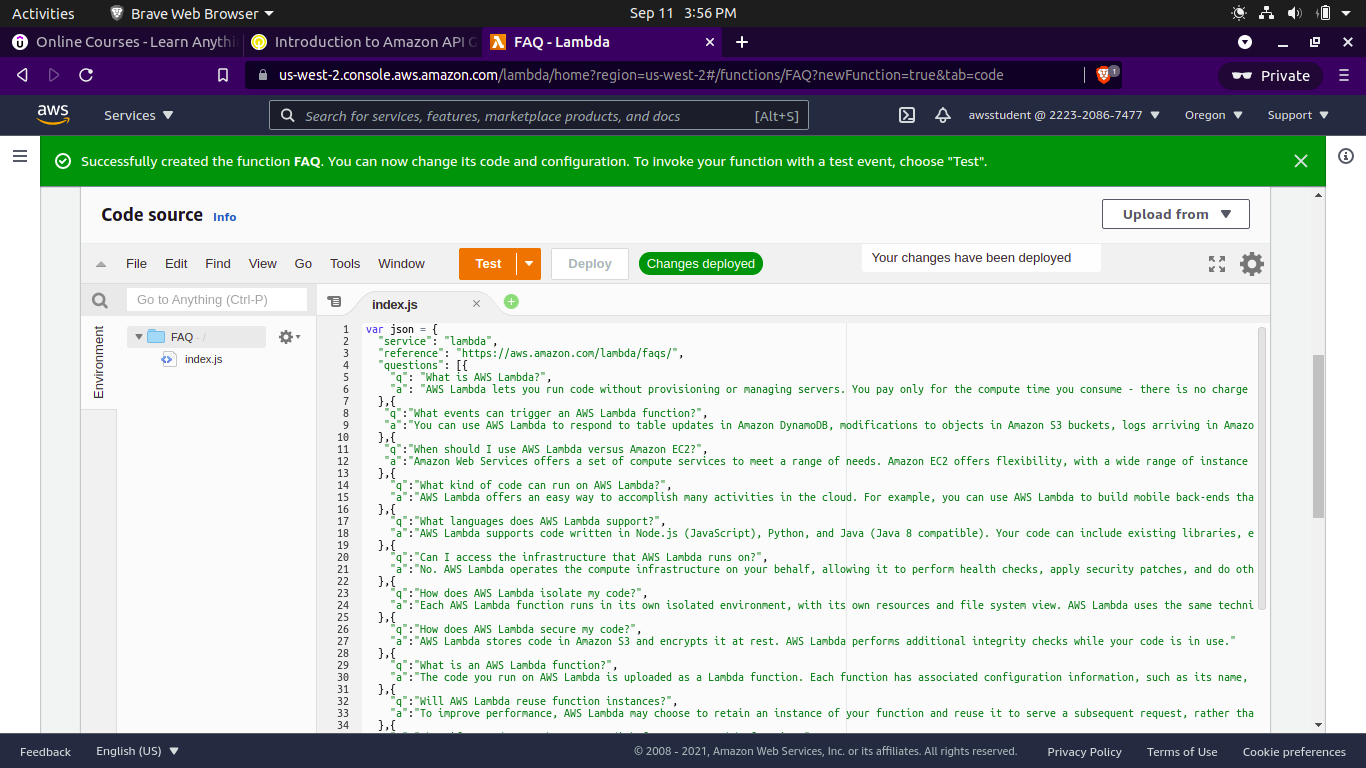 Activities
Brave Web Browser
Sep 11 3:56 PM
Online Courses - Learn Anythi
Introduction to Amazon API G
FAQ - Lambda
us-west-2.console.aws.amazon.com/lambda/home?region=us-west-2#/functions/FAQ?newFunction=true&tab=code
1
Private
aws
Services
Search for services, features, marketplace products, and docs
[Alt+S]
awsstudent @ 2223-2086-7477
Oregon
Support
Successfully created the function FAQ. You can now change its code and configuration. To invoke your function with a test event, choose "Test".
Code source Info
Upload from
File Edit Find View Go Tools Window
Test
Deploy
Changes deployed
Your changes have been deployed
Go to Anything (Ctrl-P)
index.js
Environment
FAQ - /
index.js
1 var json = {
2 "service": "lambda",
3 "reference": "https://aws.amazon.com/lambda/faqs/",
4 "questions": [{
5 "q": "What is AWS Lambda?",
6 "a": "AWS Lambda lets you run code without provisioning or managing servers. You pay only for the compute time you consume - there is no charge
7 },{
8 "q":"What events can trigger an AWS Lambda function?",
9 "a":"You can use AWS Lambda to respond to table updates in Amazon DynamoDB, modifications to objects in Amazon S3 buckets, logs arriving in Amazo
10 },{
11 "q":"When should I use AWS Lambda versus Amazon EC2?",
12 "a":"Amazon Web Services offers a set of compute services to meet a range of needs. Amazon EC2 offers flexibility, with a wide range of instance
13 },{
14 "q":"What kind of code can run on AWS Lambda?",
15 "a":"AWS Lambda offers an easy way to accomplish many activities in the cloud. For example, you can use AWS Lambda to build mobile back-ends tha
16 },{
17 "q":"What languages does AWS Lambda support?",
18 "a":"AWS Lambda supports code written in Node.js (JavaScript), Python, and Java (Java 8 compatible). Your code can include existing libraries, e
19 },{
20 "q":"Can I access the infrastructure that AWS Lambda runs on?",
21 "a":"No. AWS Lambda operates the compute infrastructure on your behalf, allowing it to perform health checks, apply security patches, and do oth
22 },{
23 "q":"How does AWS Lambda isolate my code?",
24 "a":"Each AWS Lambda function runs in its own isolated environment, with its own resources and file system view. AWS Lambda uses the same techni
25 },{
26 "q":"How does AWS Lambda secure my code?",
27 "a":"AWS Lambda stores code in Amazon S3 and encrypts it at rest. AWS Lambda performs additional integrity checks while your code is in use."
28 },{
29 "q":"What is an AWS Lambda function?",
30 "a":"The code you run on AWS Lambda is uploaded as a Lambda function. Each function has associated configuration information, such as its name,
31 },{
32 "q":"Will AWS Lambda reuse function instances?",
33 "a":"To improve performance, AWS Lambda may choose to retain an instance of your function and reuse it to serve a subsequent request, rather tha
34 },{
Feedback
English (US)
© 2008 - 2021, Amazon Web Services, Inc. or its affiliates. All rights reserved.
Privacy Policy
Terms of Use
Cookie preferences